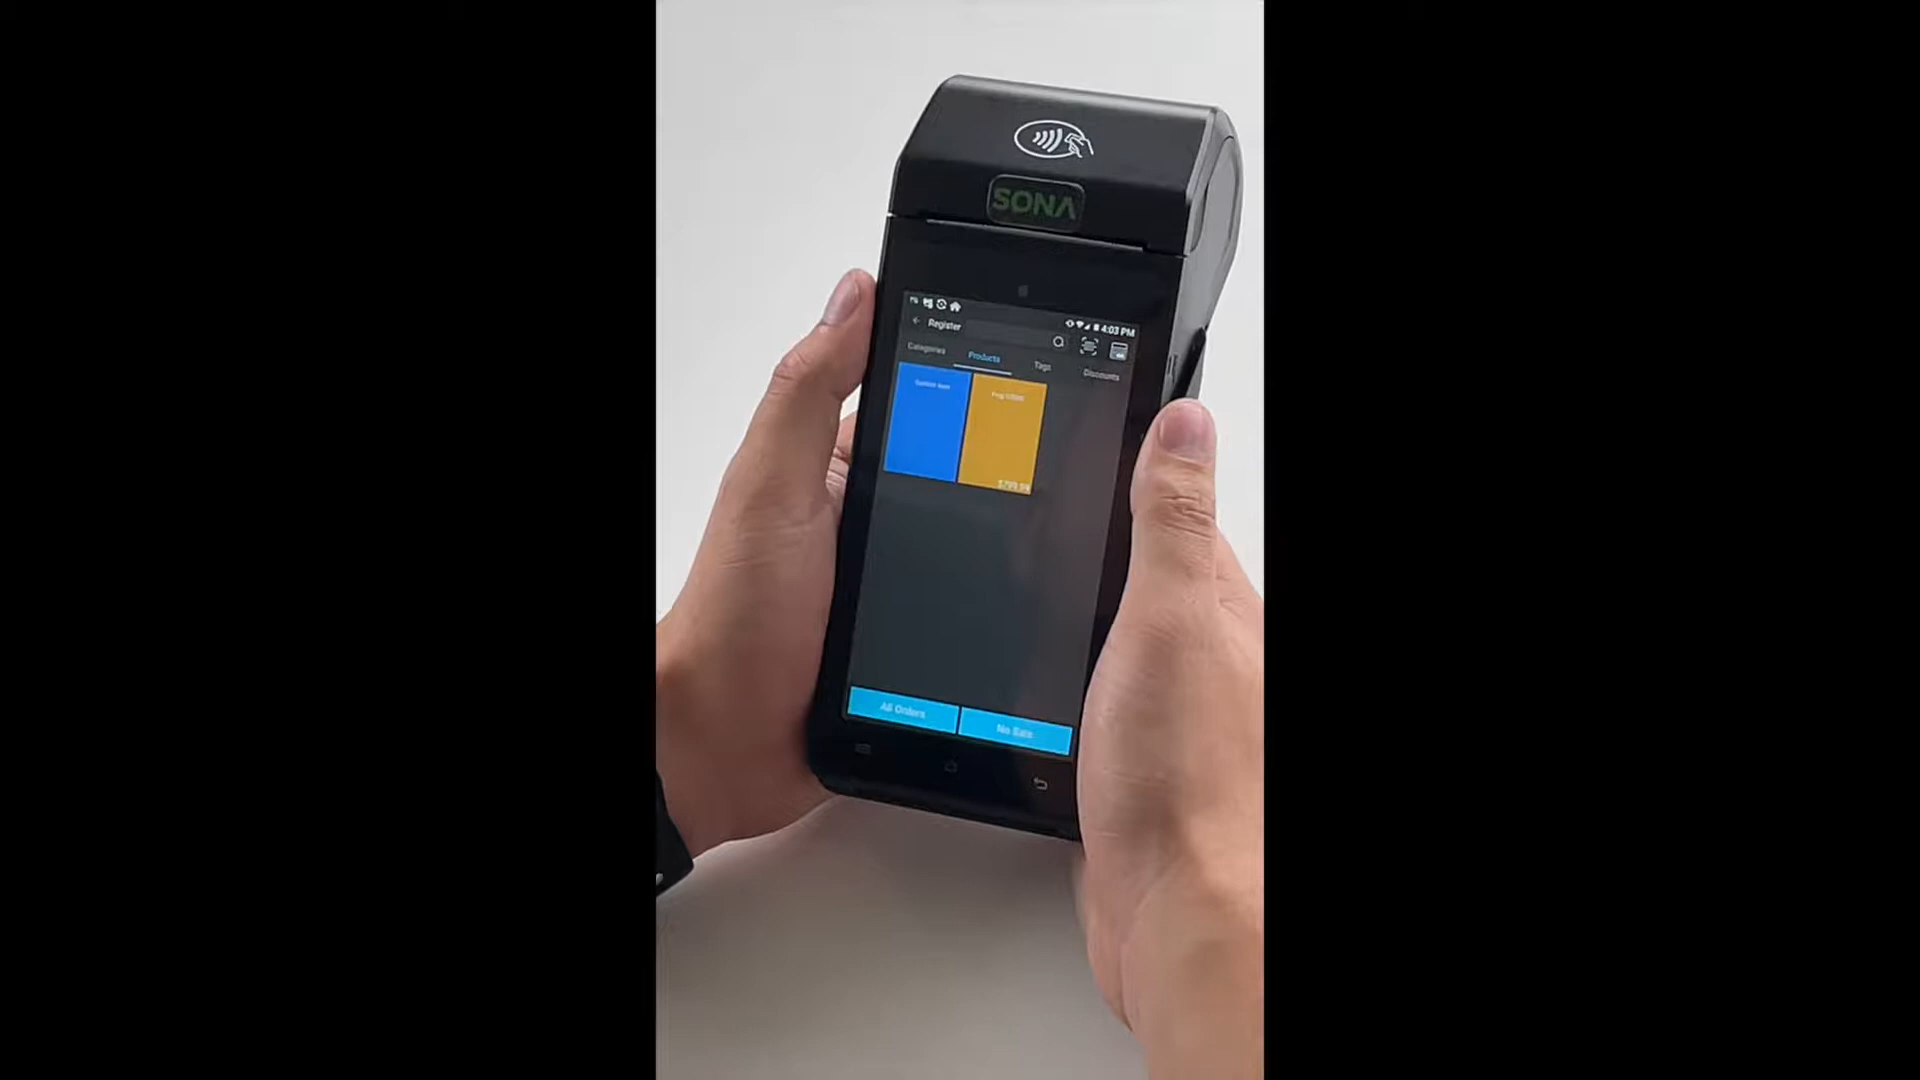 SONA
4:03 PM
Register
Categories
Products
Tags
Discounts
All Orders
No Sale